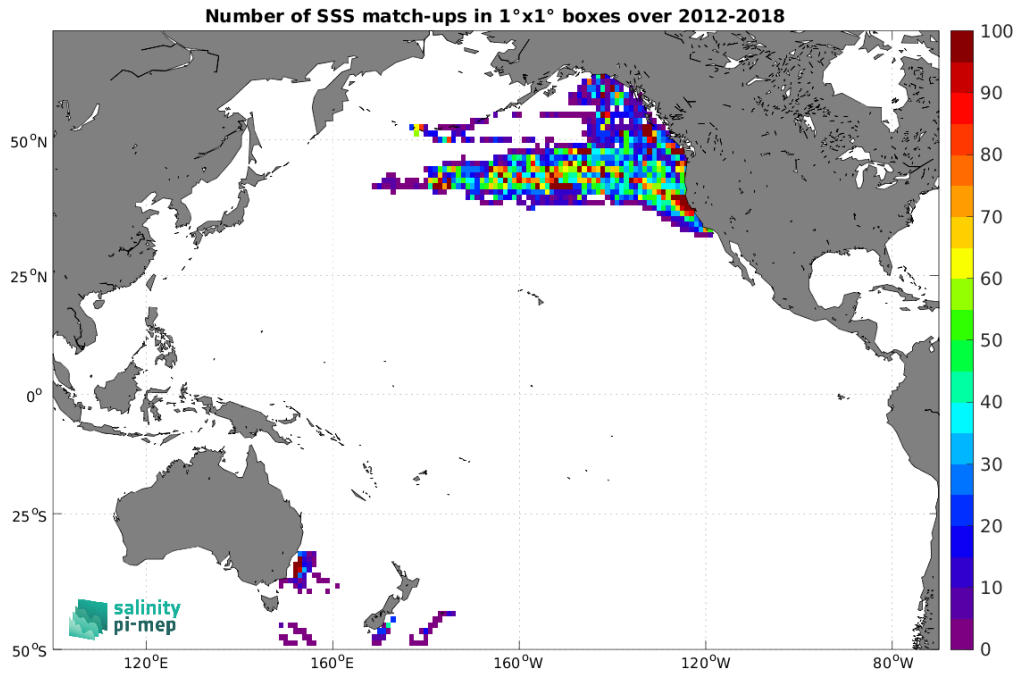 Number of SSS match-ups in 1°x1° boxes over 2012-2018
100
90
80
70
60
50
40
30
20
10
0
50°N
25°N
0°
25°S
50°S
120°E
160°E
160°W
120°W
80°W
salinity
pi-mep